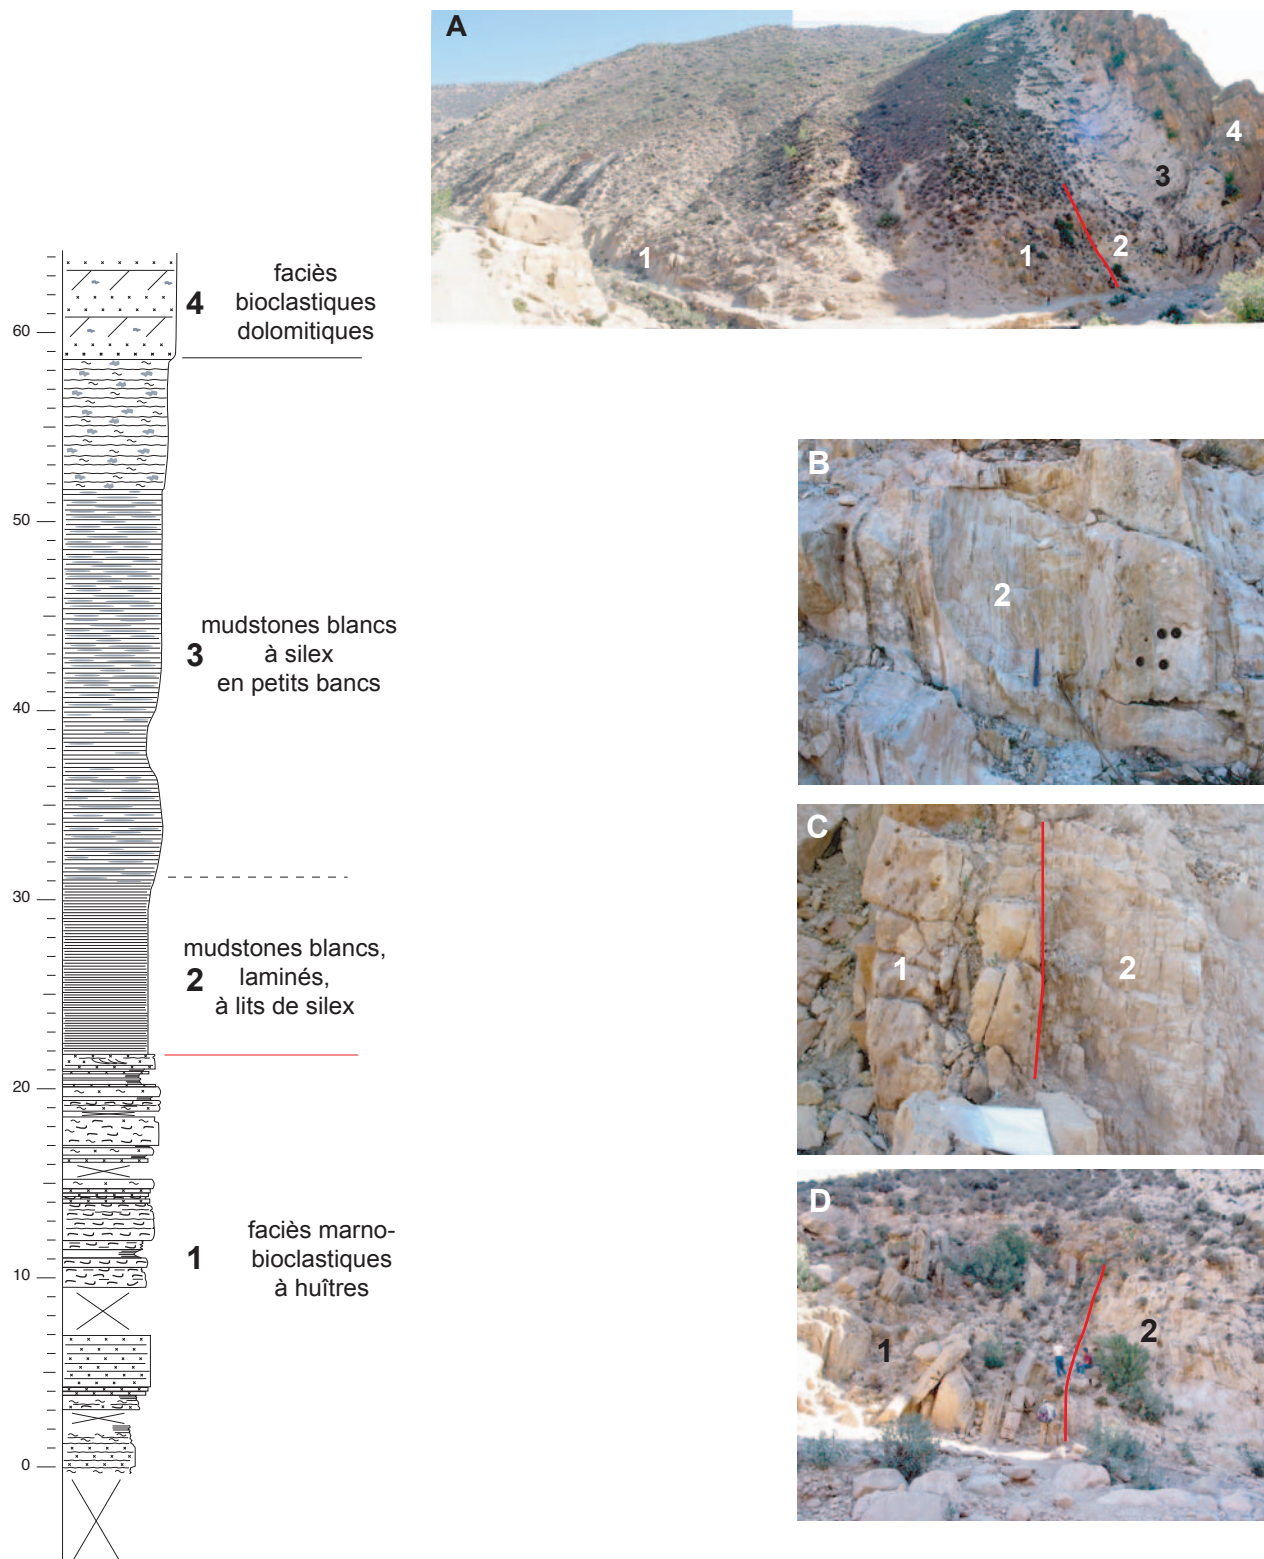 A
1
1
2
3
4
60
50
40
30
20
10
0
4
faciès
bioclastiques
dolomitiques
3
mudstones blancs
à silex
en petits bancs
2
mudstones blancs,
laminés,
à lits de silex
1
faciès marno-
bioclastiques
à huîtres
B
2
C
1
2
D
1
2